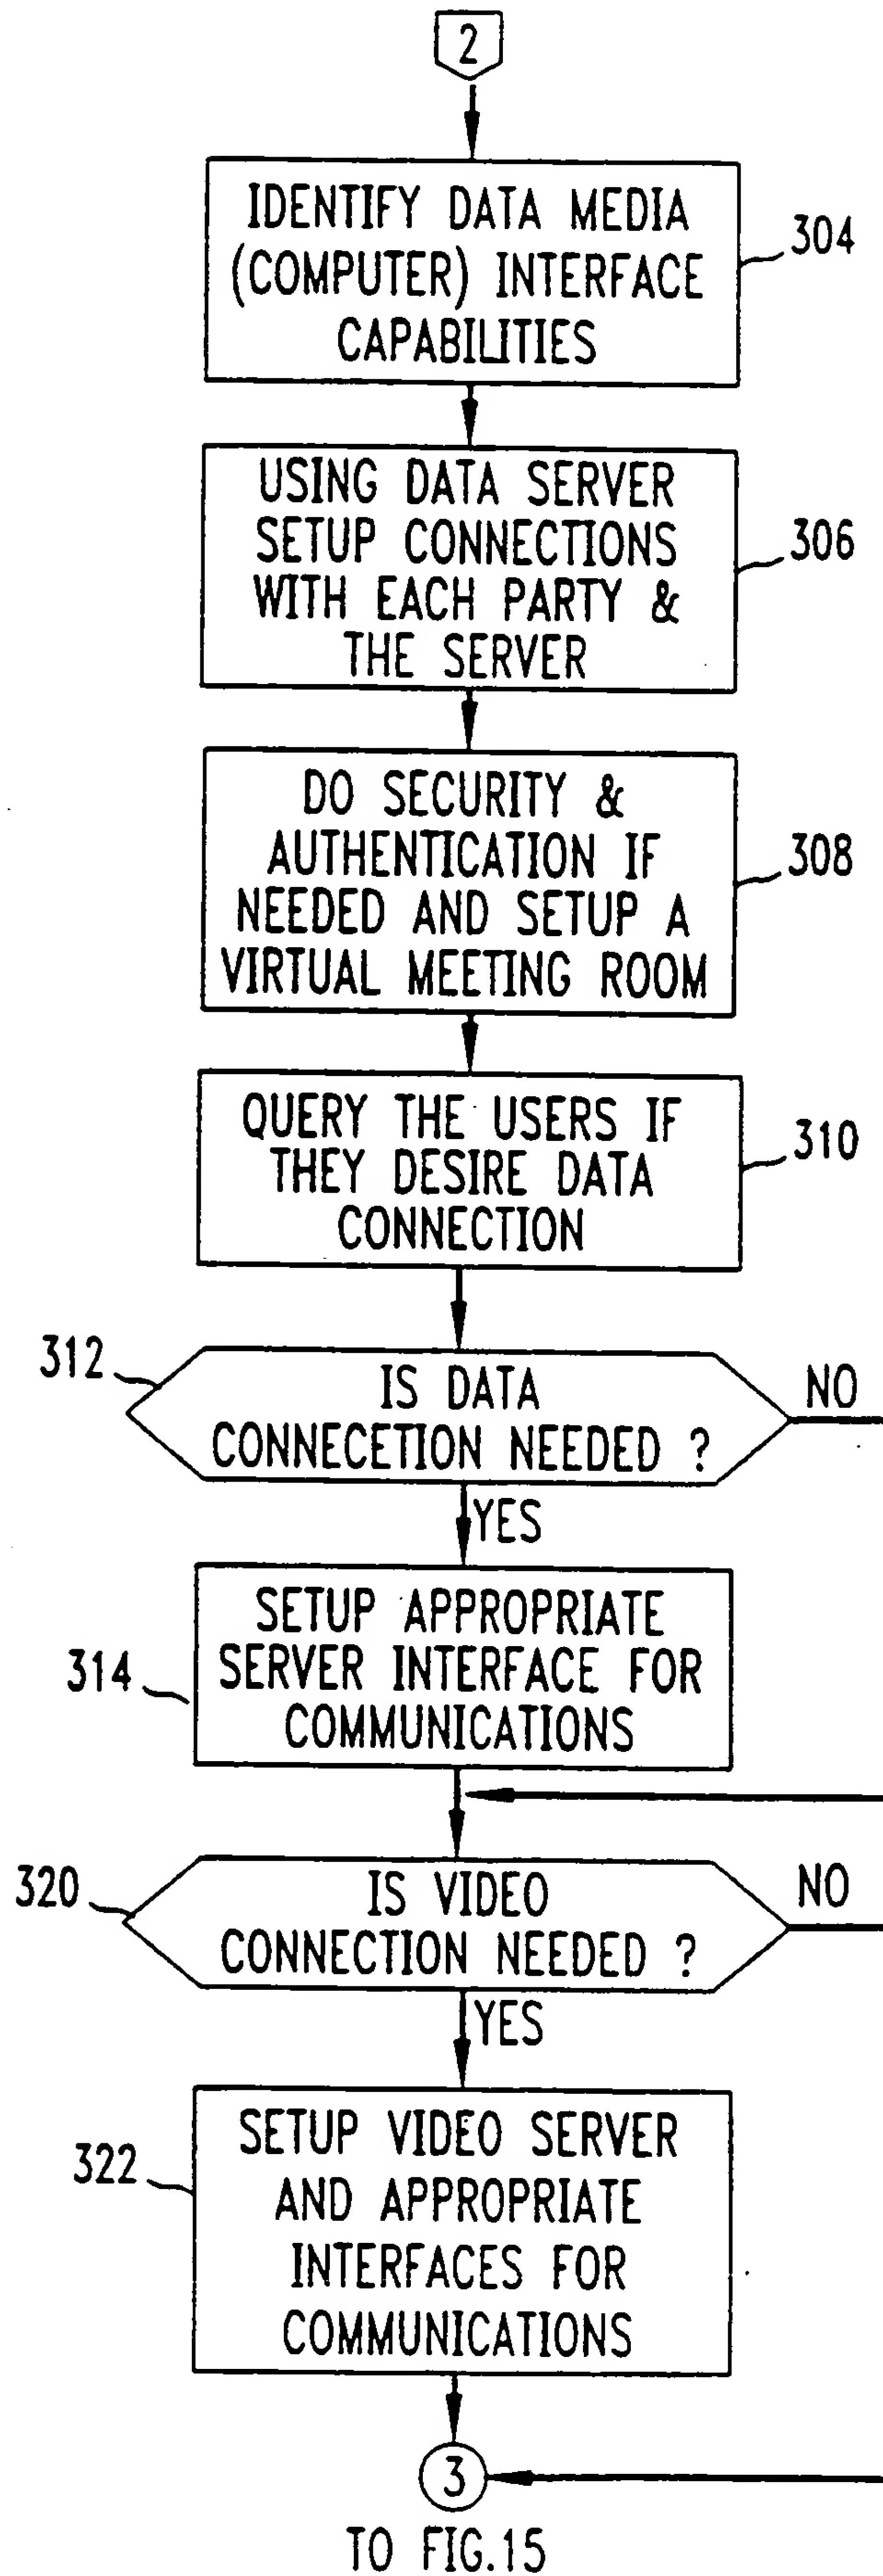 2
IDENTIFY DATA MEDIA
(COMPUTER) INTERFACE
CAPABILITIES
304
USING DATA SERVER
SETUP CONNECTIONS
WITH EACH PARTY &
THE SERVER
306
DO SECURITY &
AUTHENTICATION IF
NEEDED AND SETUP A
VIRTUAL MEETING ROOM
308
QUERY THE USERS IF
THEY DESIRE DATA
CONNECTION
310
312
IS DATA
CONNECETION NEEDED ?
NO
YES
SETUP APPROPRIATE
SERVER INTERFACE FOR
COMMUNICATIONS
314
320
IS VIDEO
CONNECTION NEEDED ?
NO
YES
SETUP VIDEO SERVER
AND APPROPRIATE
INTERFACES FOR
COMMUNICATIONS
322
3
TO FIG.15